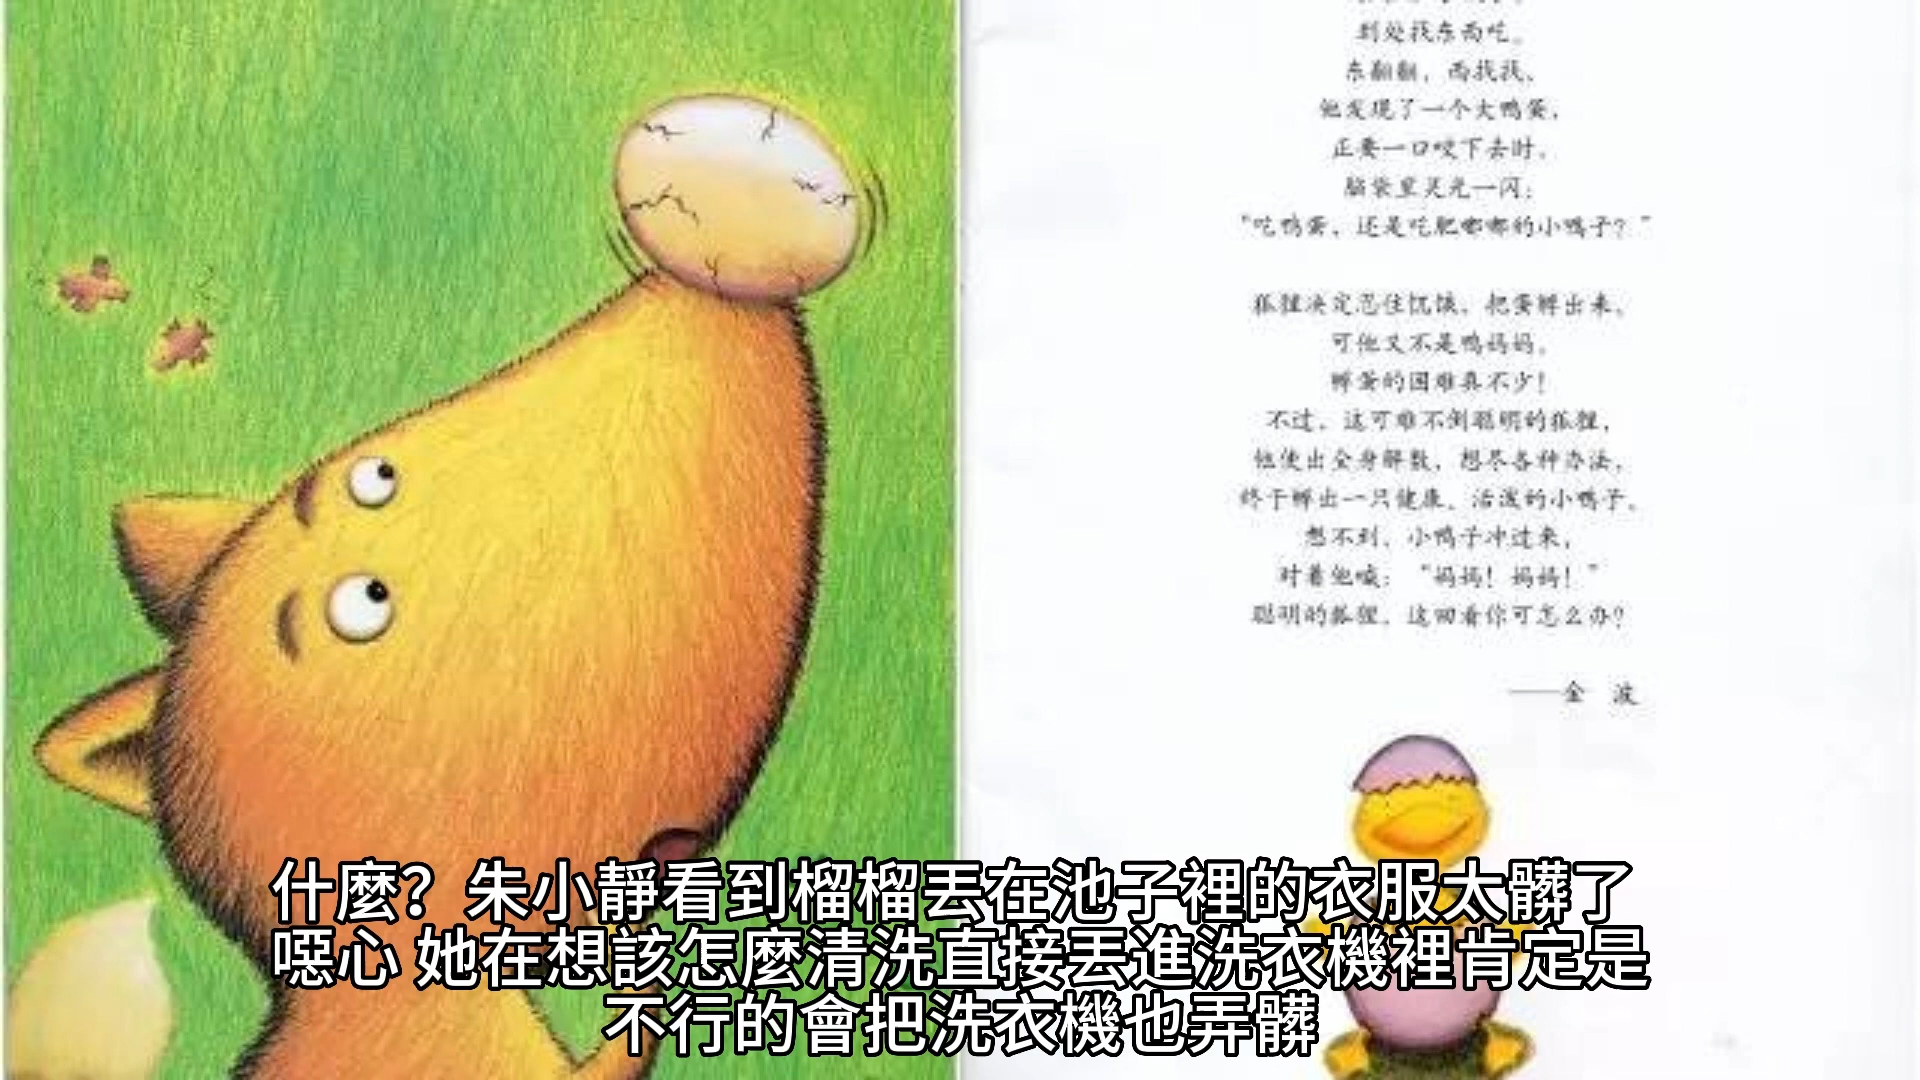 到处找东西吃。
东翻翻，西找找，
他发现了一个大鸭蛋，
正要一口咬下去时，
脑袋里灵光一闪：
“吃鸭蛋，还是吃肥嘟嘟的小鸭子？”
狐狸决定忍住饥饿，把蛋孵出来，
可他又不是鸭妈妈，
孵蛋的困难真不少！
不过，这可难不倒聪明的狐狸，
他使出全身解数，想尽各种办法，
终于孵出一只健康、活泼的小鸭子。
想不到，小鸭子冲过来，
对着他喊：“妈妈！妈妈！”
聪明的狐狸，这回看你可怎么办？
——金 波
什麼？朱小靜看到榴榴丟在池子裡的衣服太髒了
噁心 她在想該怎麼清洗直接丟進洗衣機裡肯定是
不行的會把洗衣機也弄髒